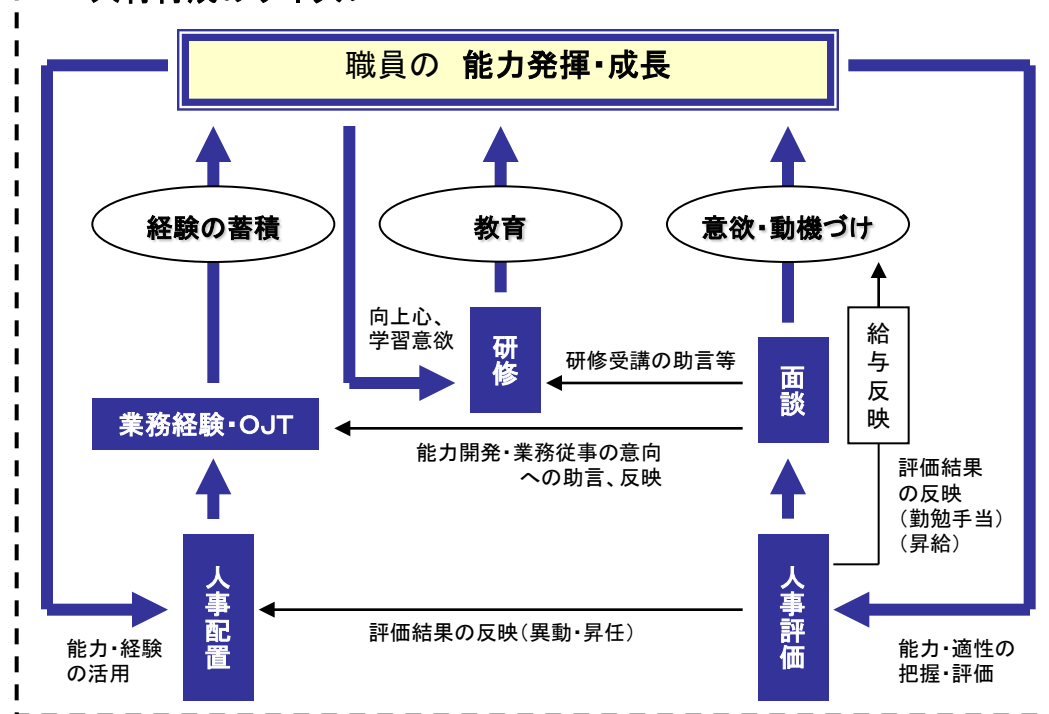 職員の 能力発揮・成長
経験の蓄積
教育
意欲・動機づけ
向上心、
学習意欲
研修
研修受講の助言等
面談
給与反映
業務経験・OJT
能力開発・業務従事の意向
への助言、反映
評価結果
の反映
(勤勉手当)
(昇給)
人事配置
人事評価
評価結果の反映(異動・昇任)
能力・経験
の活用
能力・適性の
把握・評価